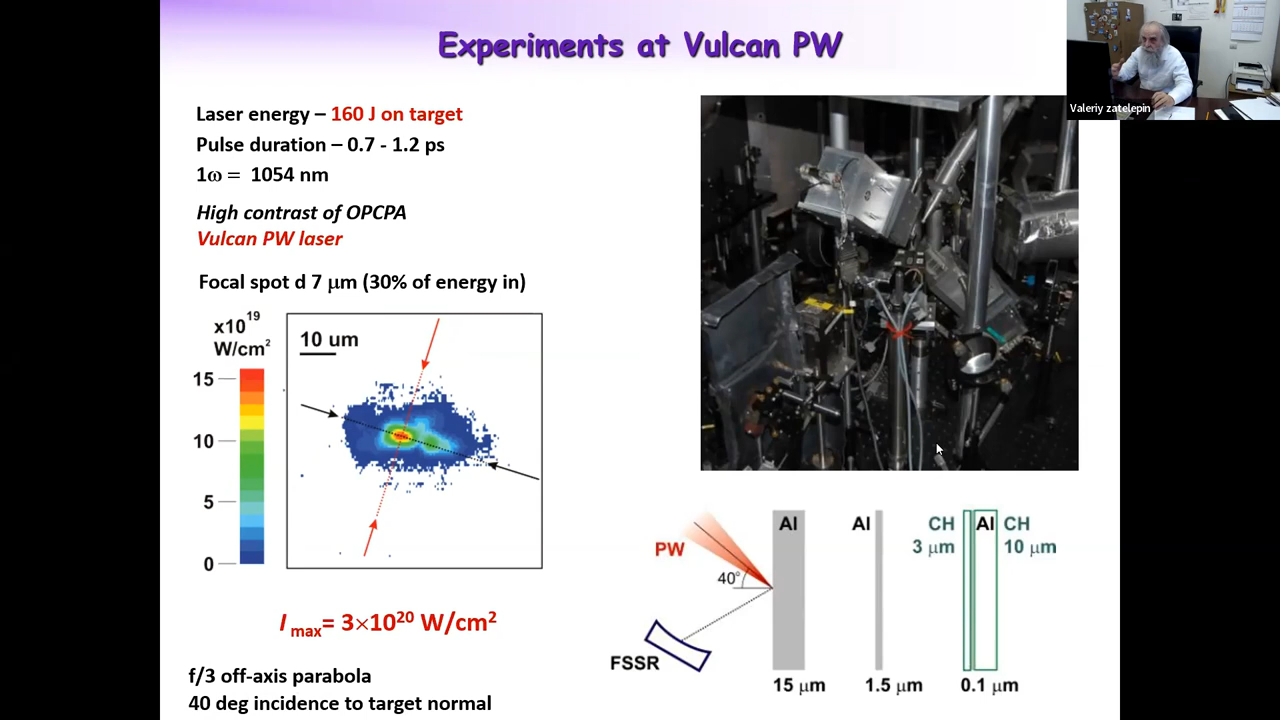 Experiments at Vulcan PW
Valeriy zatelepin
Laser energy – 160 J on target
Pulse duration – 0.7 - 1.2 ps
1ω = 1054 nm
High contrast of OPCPA
Vulcan PW laser
Focal spot d 7 μm (30% of energy in)
x10¹⁹
W/cm²
15
10
5
0
10 um
I max= 3×10²⁰ W/cm²
f/3 off-axis parabola
40 deg incidence to target normal
PW
40°
FSSR
Al
15 μm
Al
1.5 μm
CH
3 μm
Al
CH
10 μm
0.1 μm